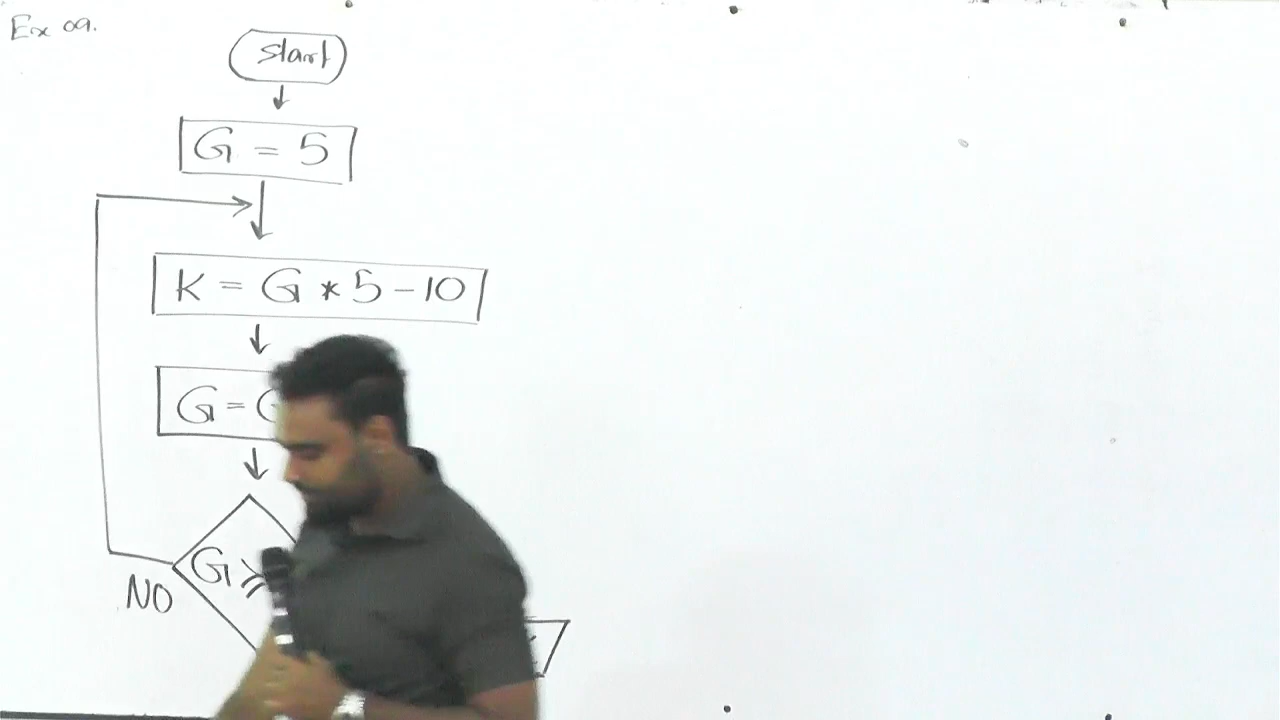 Ex 09.
Start
G = 5
K = G * 5 - 10
G =
G >
NO